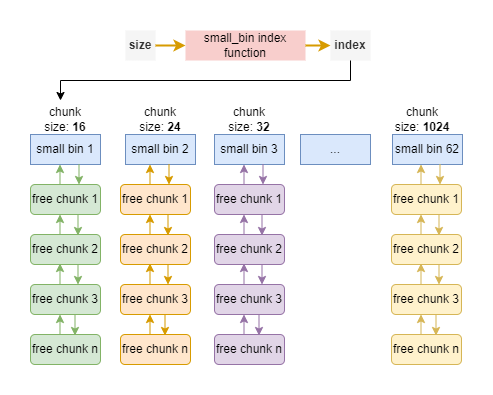 size
small_bin index
function
index
chunk
size: 16
chunk
size: 24
chunk
size: 32
chunk
size: 1024
small bin 1
small bin 2
small bin 3
...
small bin 62
free chunk 1
free chunk 1
free chunk 1
free chunk 1
free chunk 2
free chunk 2
free chunk 2
free chunk 2
free chunk 3
free chunk 3
free chunk 3
free chunk 3
free chunk n
free chunk n
free chunk n
free chunk n